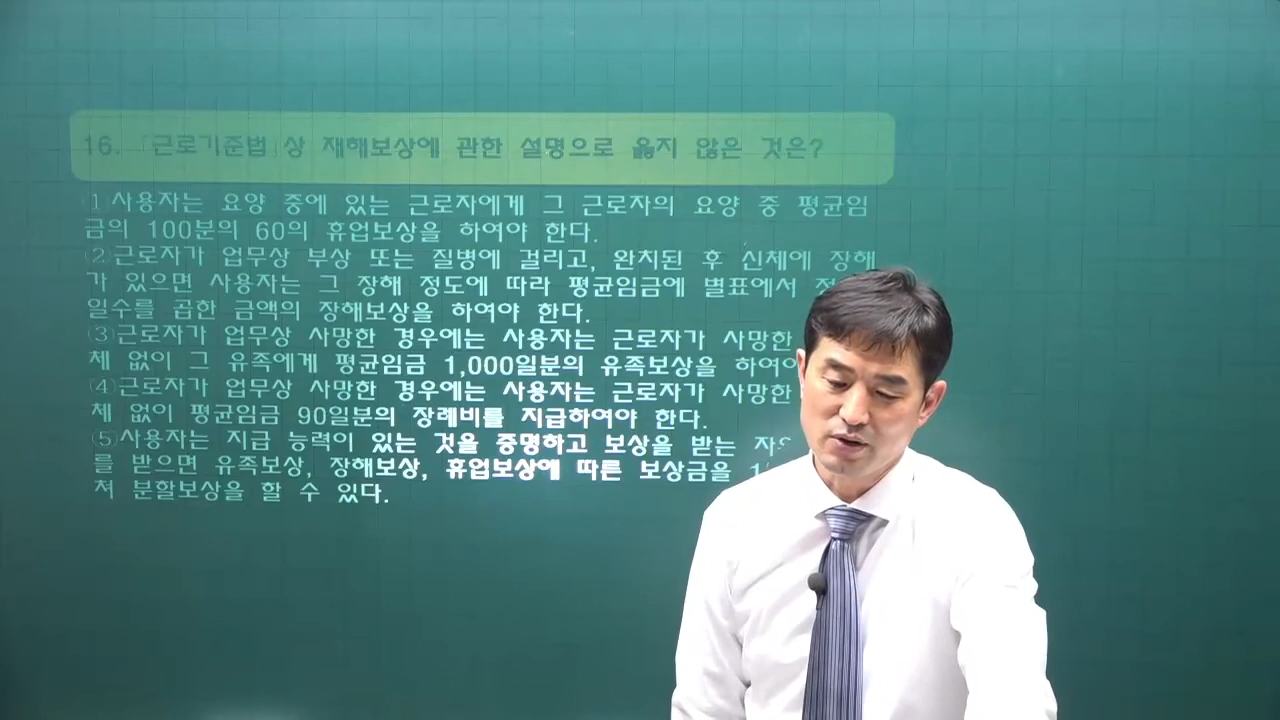 16. 「근로기준법」상 재해보상에 관한 설명으로 옳지 않은 것은?
①사용자는 요양 중에 있는 근로자에게 그 근로자의 요양 중 평균임
금의 100분의 60의 휴업보상을 하여야 한다.
②근로자가 업무상 부상 또는 질병에 걸리고, 완치된 후 신체에 장해
가 있으면 사용자는 그 장해 정도에 따라 평균임금에 별표에서
일수를 곱한 금액의 장해보상을 하여야 한다.
③근로자가 업무상 사망한 경우에는 사용자는 근로자가 사망한
체 없이 그 유족에게 평균임금 1,000일분의 유족보상을
④근로자가 업무상 사망한 경우에는 사용자는 근로자가 사망한
체 없이 평균임금 90일분의 장례비를 지급하여야 한다.
⑤사용자는 지급 능력이 있는 것을 증명하고 보상을 받는
를 받으면 유족보상, 장해보상, 휴업보상에 따른 보상금을
쳐 분할보상을 할 수 있다.